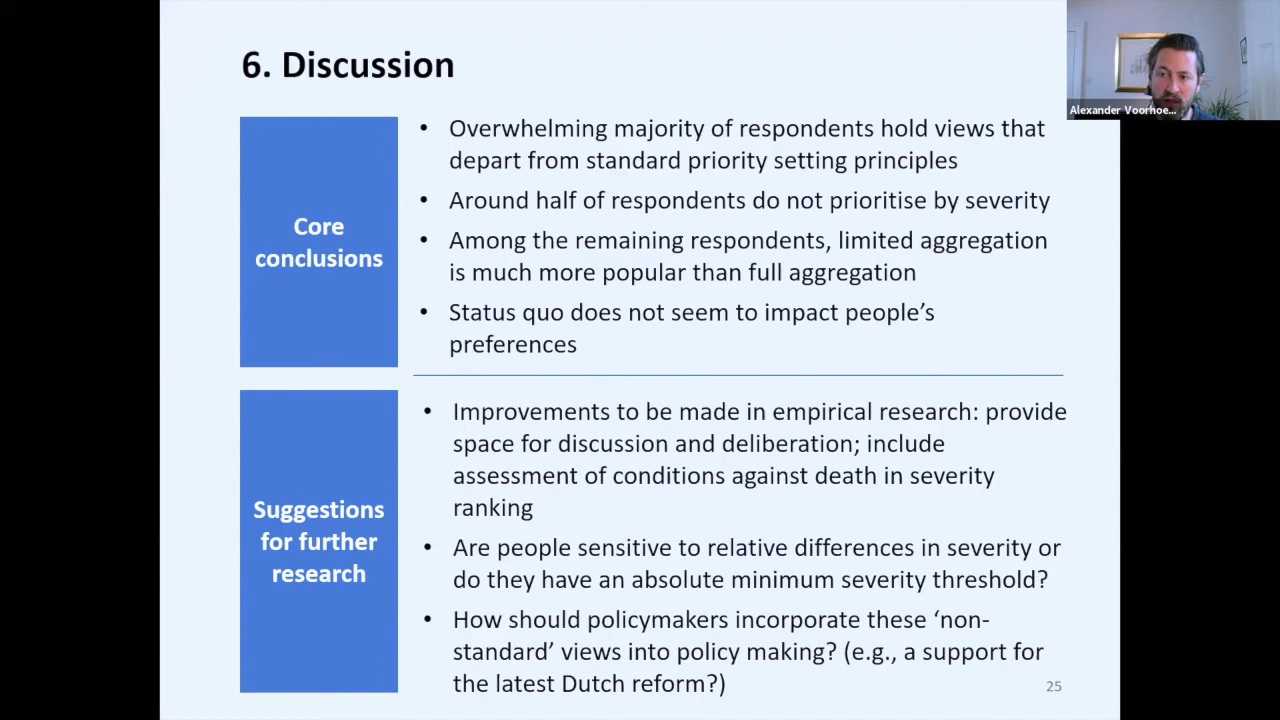 6. Discussion
Alexander Voorhoe...
Core
conclusions
• Overwhelming majority of respondents hold views that
depart from standard priority setting principles
• Around half of respondents do not prioritise by severity
• Among the remaining respondents, limited aggregation
is much more popular than full aggregation
• Status quo does not seem to impact people’s
preferences
Suggestions
for further
research
• Improvements to be made in empirical research: provide
space for discussion and deliberation; include
assessment of conditions against death in severity
ranking
• Are people sensitive to relative differences in severity or
do they have an absolute minimum severity threshold?
• How should policymakers incorporate these ‘non-
standard’ views into policy making? (e.g., a support for
the latest Dutch reform?)
25